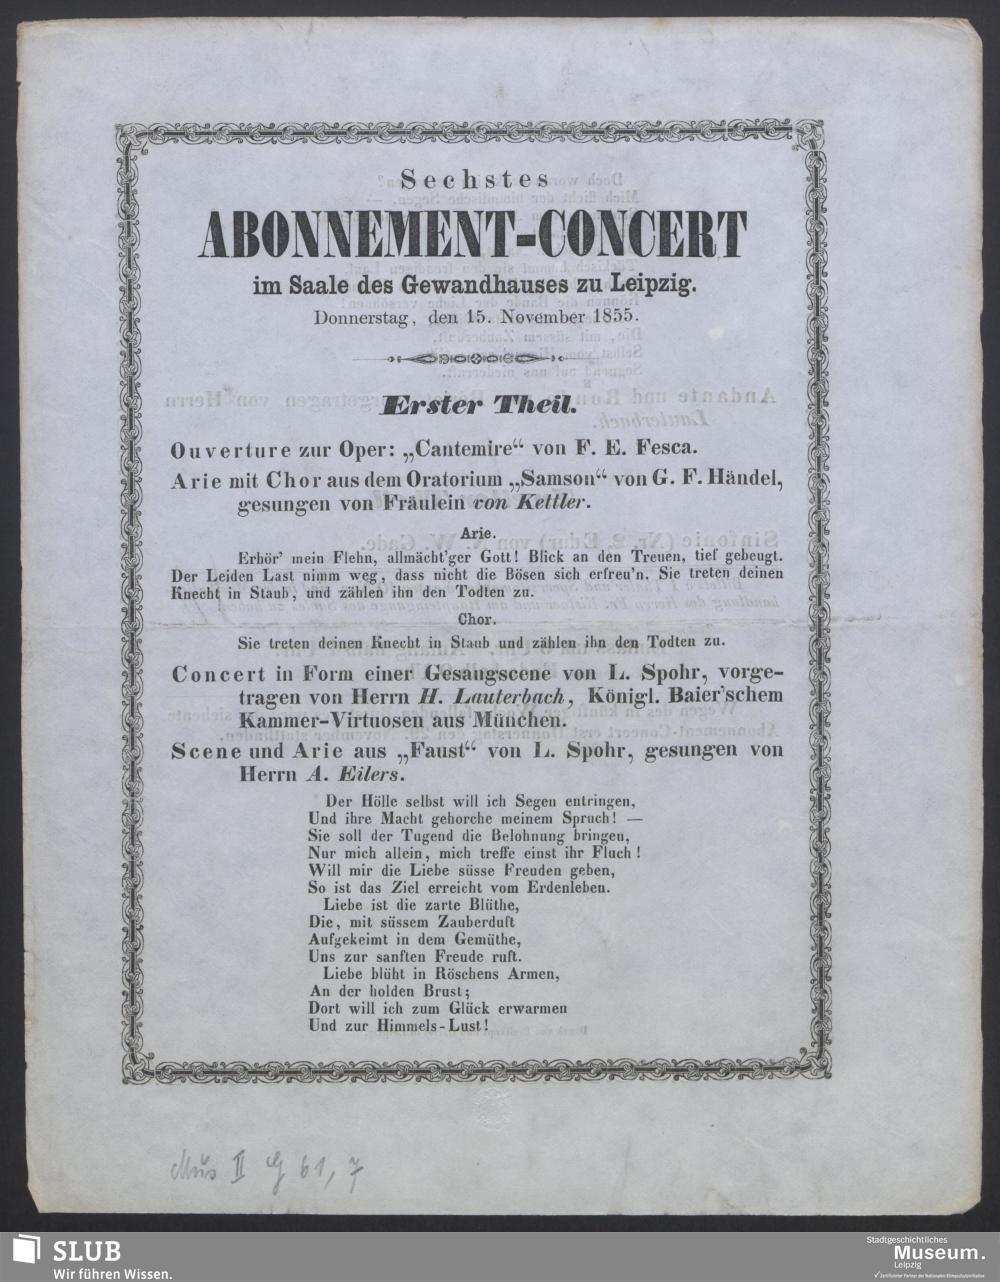 Sechstes
ABONNEMENT-CONCERT
im Saale des Gewandhauses zu Leipzig.
Donnerstag, den 15. November 1855.
Erster Theil.
Ouverture zur Oper: „Cantemire“ von F. E. Fesca.
Arie mit Chor aus dem Oratorium „Samson“ von G. F. Händel,
gesungen von Fräulein von Kettler.
Arie.
Erhör' mein Flehn, allmächt'ger Gott! Blick an den Treuen, tief gebeugt.
Der Leiden Last nimm weg, dass nicht die Bösen sich erfreu'n. Sie treten deinen
Knecht in Staub, und zählen ihn den Todten zu.
Chor.
Sie treten deinen Knecht in Staub und zählen ihn den Todten zu.
Concert in Form einer Gesangscene von L. Spohr, vorge-
tragen von Herrn H. Lauterbach, Königl. Baier'schem
Kammer-Virtuosen aus München.
Scene und Arie aus „Faust“ von L. Spohr, gesungen von
Herrn A. Eilers.
Der Hölle selbst will ich Segen entringen,
Und ihre Macht gehorche meinem Spruch! —
Sie soll der Tugend die Belohnung bringen,
Nur mich allein, mich treffe einst ihr Fluch!
Will mir die Liebe süsse Freuden geben,
So ist das Ziel erreicht vom Erdenleben.
Liebe ist die zarte Blüthe,
Die, mit süssem Zauberduft
Aufgekeimt in dem Gemüthe,
Uns zur sanften Freude ruft.
Liebe blüht in Röschens Armen,
An der holden Brust;
Dort will ich zum Glück erwarmen
Und zur Himmels-Lust!
Mus II G 61, 7
SLUB
Wir führen Wissen.
Stadtgeschichtliches
Museum.
Leipzig
Zertifizierter Partner der Nationalen Klimaschutzinitiative